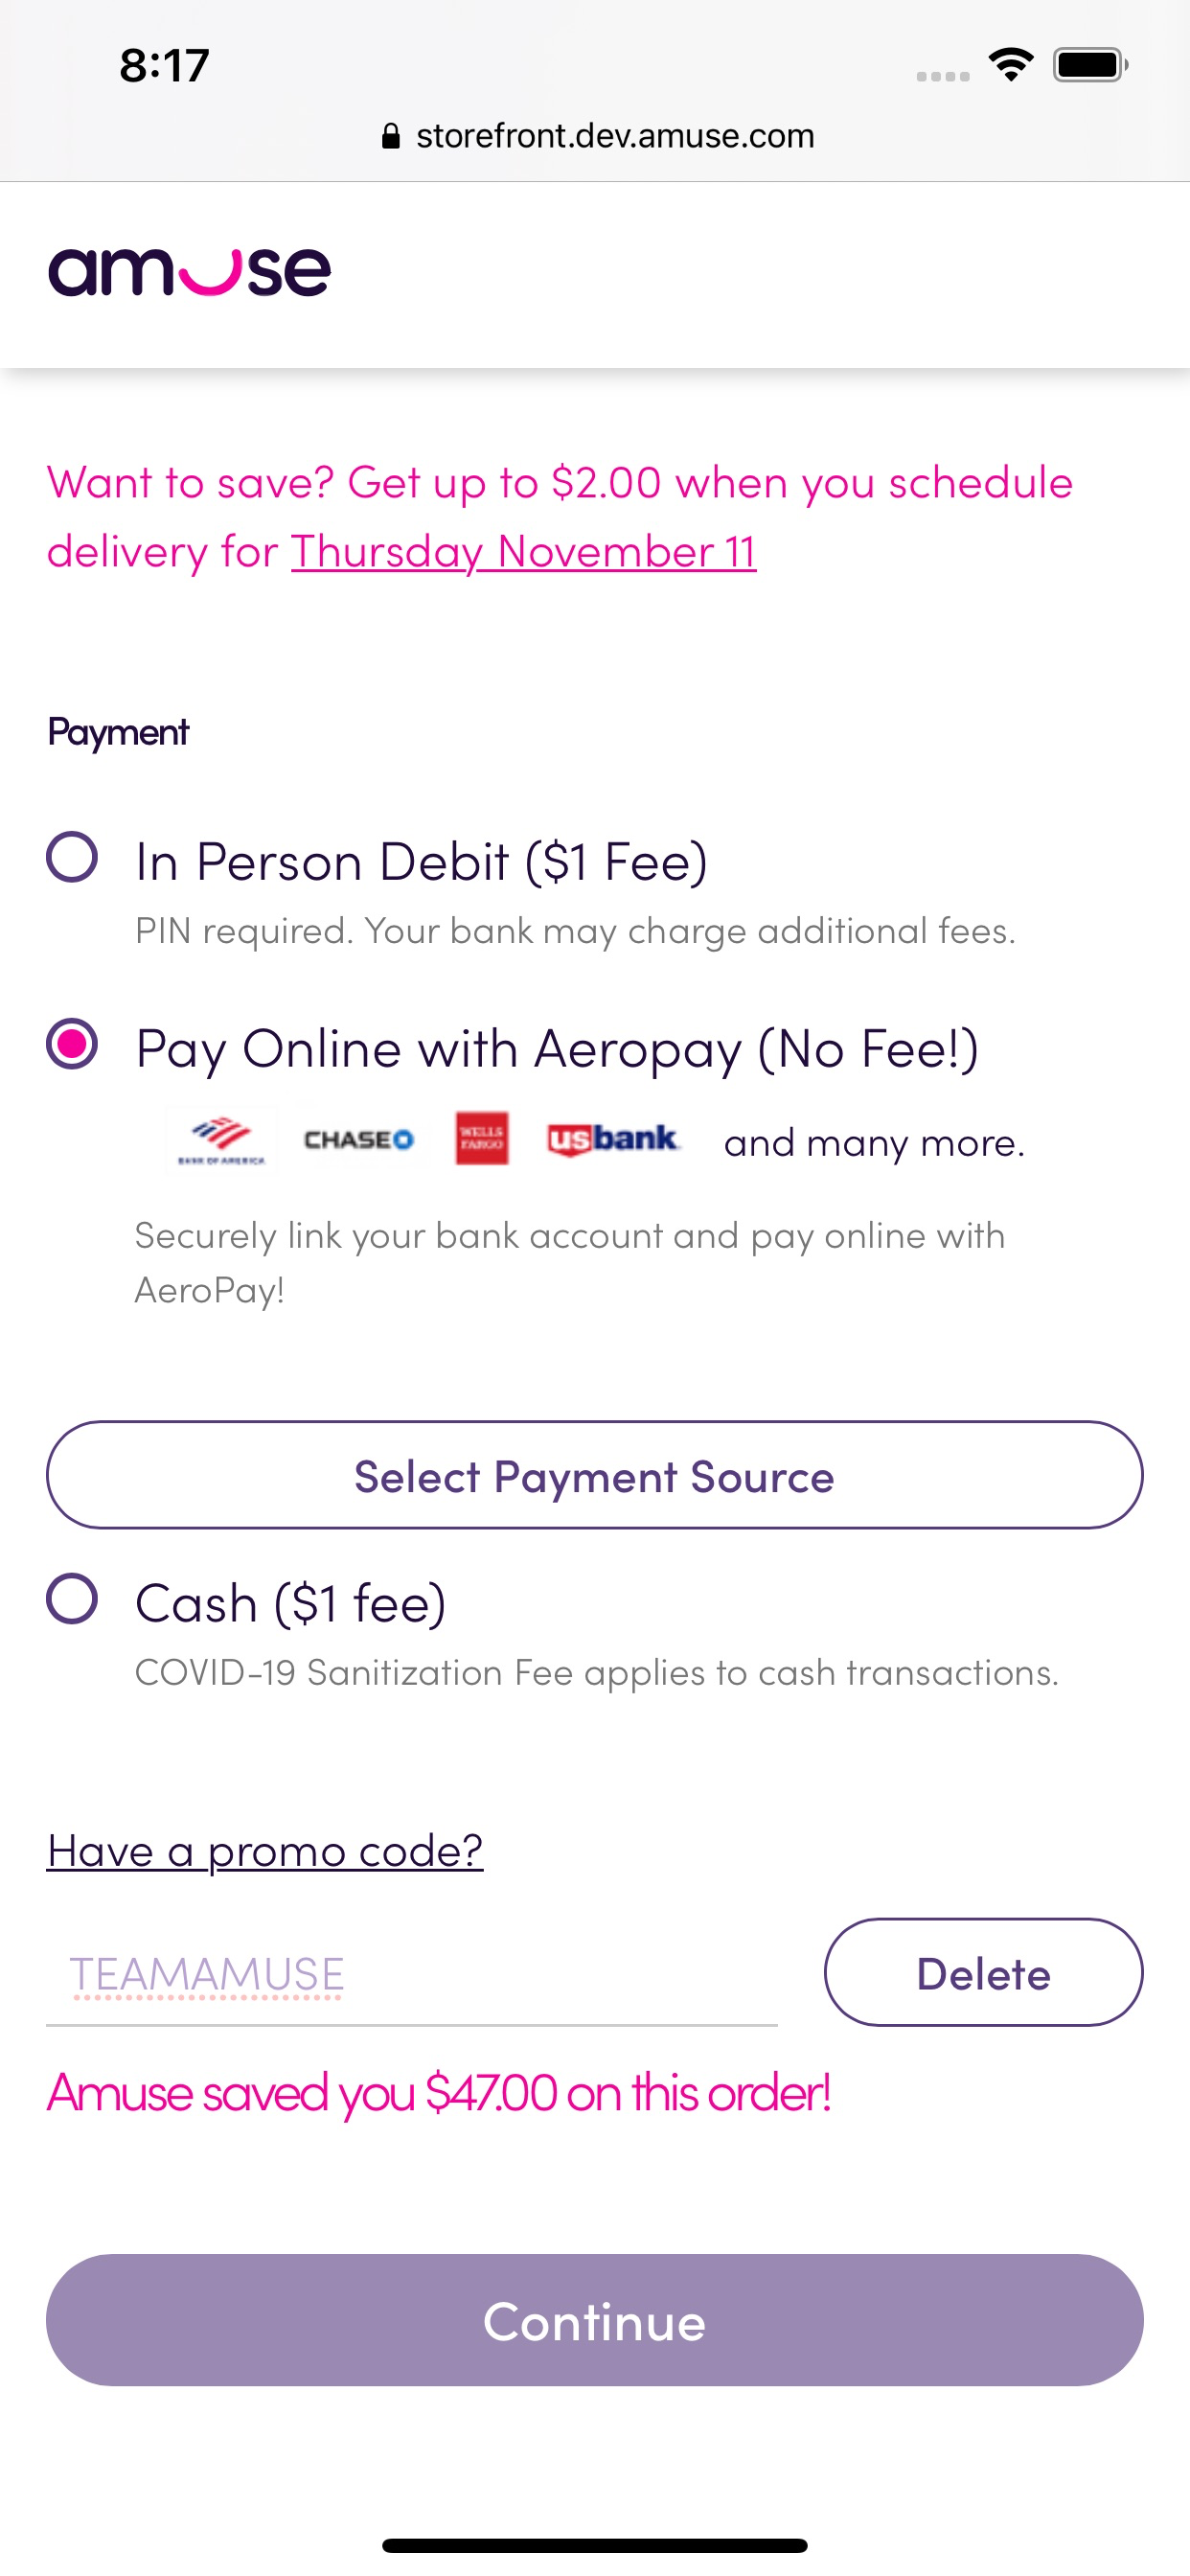 8:17
storefront.dev.amuse.com
amuse
Want to save? Get up to $2.00 when you schedule
delivery for Thursday November 11
Payment
In Person Debit ($1 Fee)
PIN required. Your bank may charge additional fees.
Pay Online with Aeropay (No Fee!)
BANK OF AMERICA CHASE WELLS FARGO usbank and many more.
Securely link your bank account and pay online with
AeroPay!
Select Payment Source
Cash ($1 fee)
COVID-19 Sanitization Fee applies to cash transactions.
Have a promo code?
TEAMAMUSE Delete
Amuse saved you $47.00 on this order!
Continue